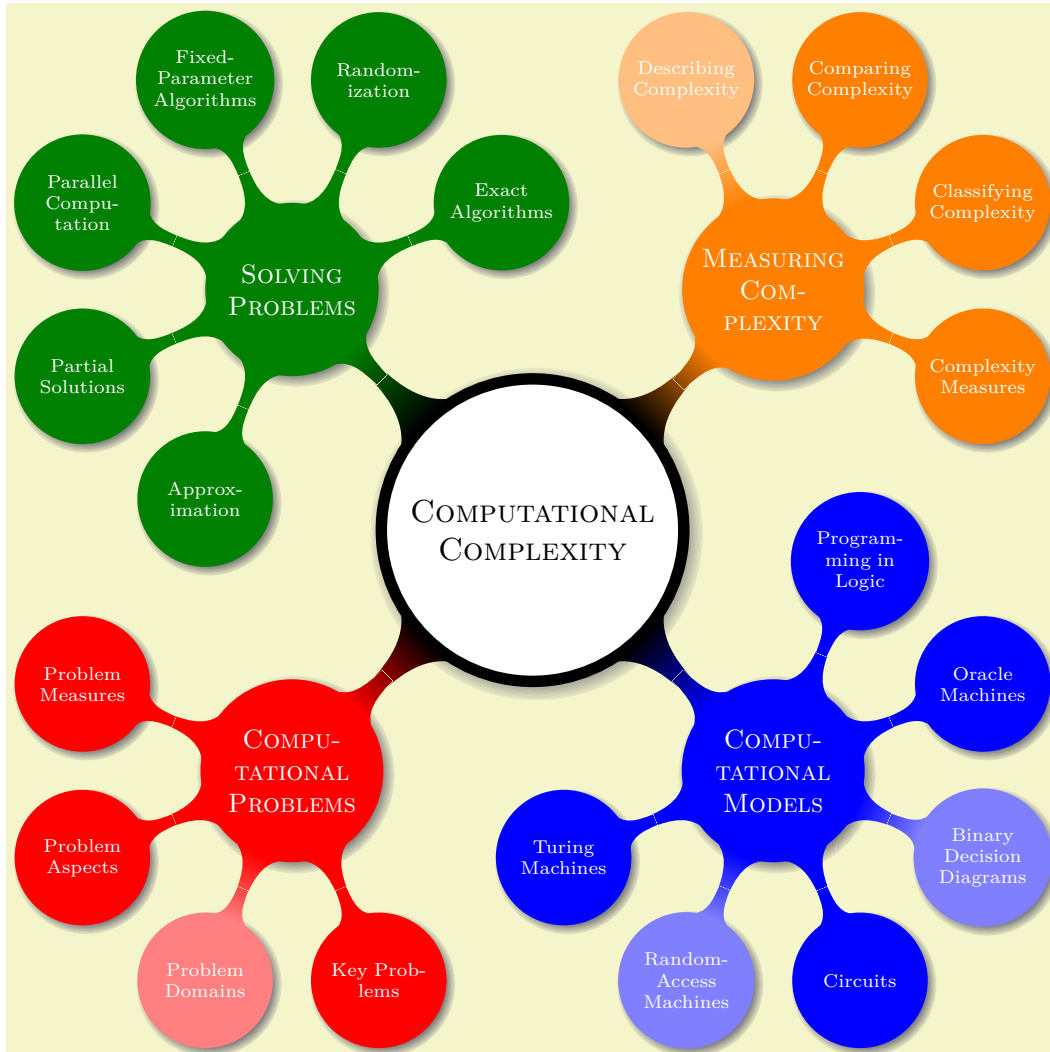 Fixed-
Parameter
Algorithms
Random-
ization
Parallel
Compu-
tation
Exact
Algorithms
SOLVING
PROBLEMS
Partial
Solutions
Approx-
imation
Describing
Complexity
Comparing
Complexity
Classifying
Complexity
MEASURING
COM-
PLEXITY
Complexity
Measures
COMPUTATIONAL
COMPLEXITY
Problem
Measures
COMPU-
TATIONAL
PROBLEMS
Problem
Aspects
Problem
Domains
Key Prob-
lems
Program-
ming in
Logic
Oracle
Machines
COMPU-
TATIONAL
MODELS
Turing
Machines
Binary
Decision
Diagrams
Random-
Access
Machines
Circuits